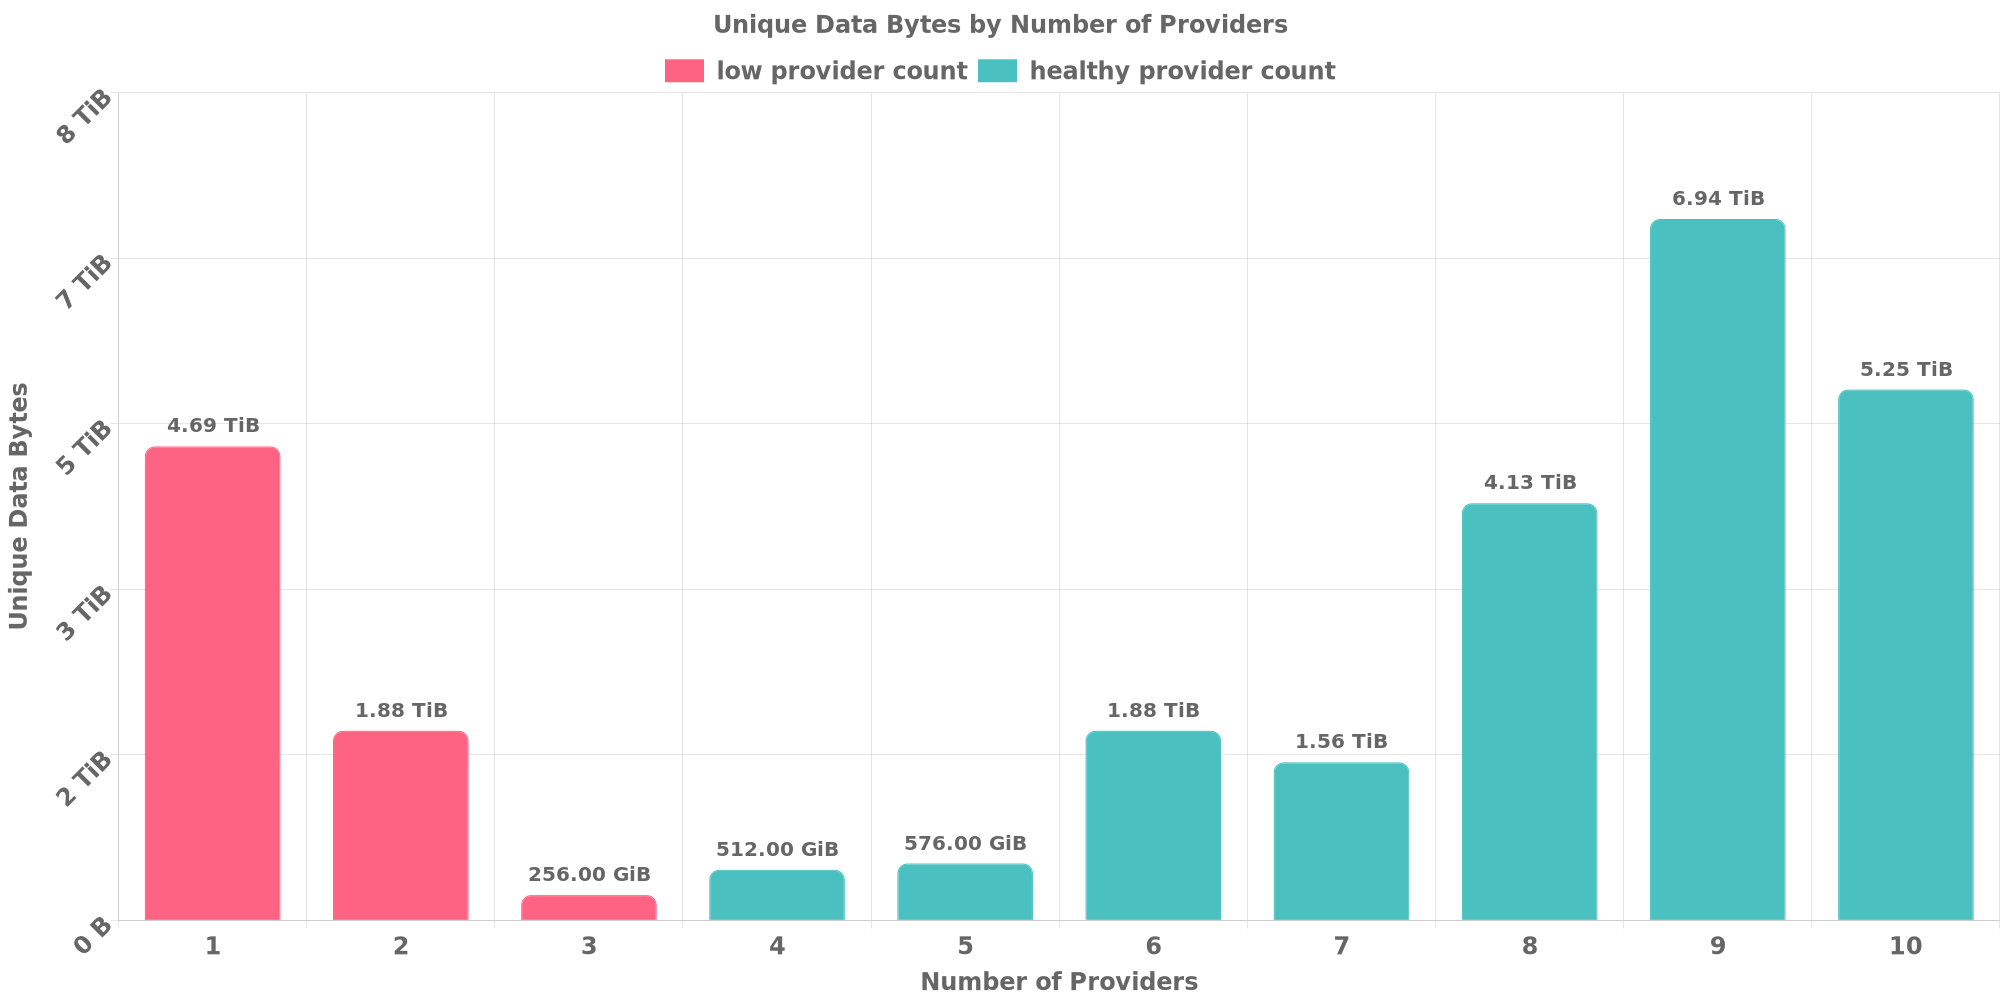 Unique Data Bytes by Number of Providers
low provider count healthy provider count
8 TiB
7 TiB
5 TiB
3 TiB
2 TiB
0 B
Unique Data Bytes
4.69 TiB
1.88 TiB
256.00 GiB
512.00 GiB
576.00 GiB
1.88 TiB
1.56 TiB
4.13 TiB
6.94 TiB
5.25 TiB
1 2 3 4 5 6 7 8 9 10
Number of Providers